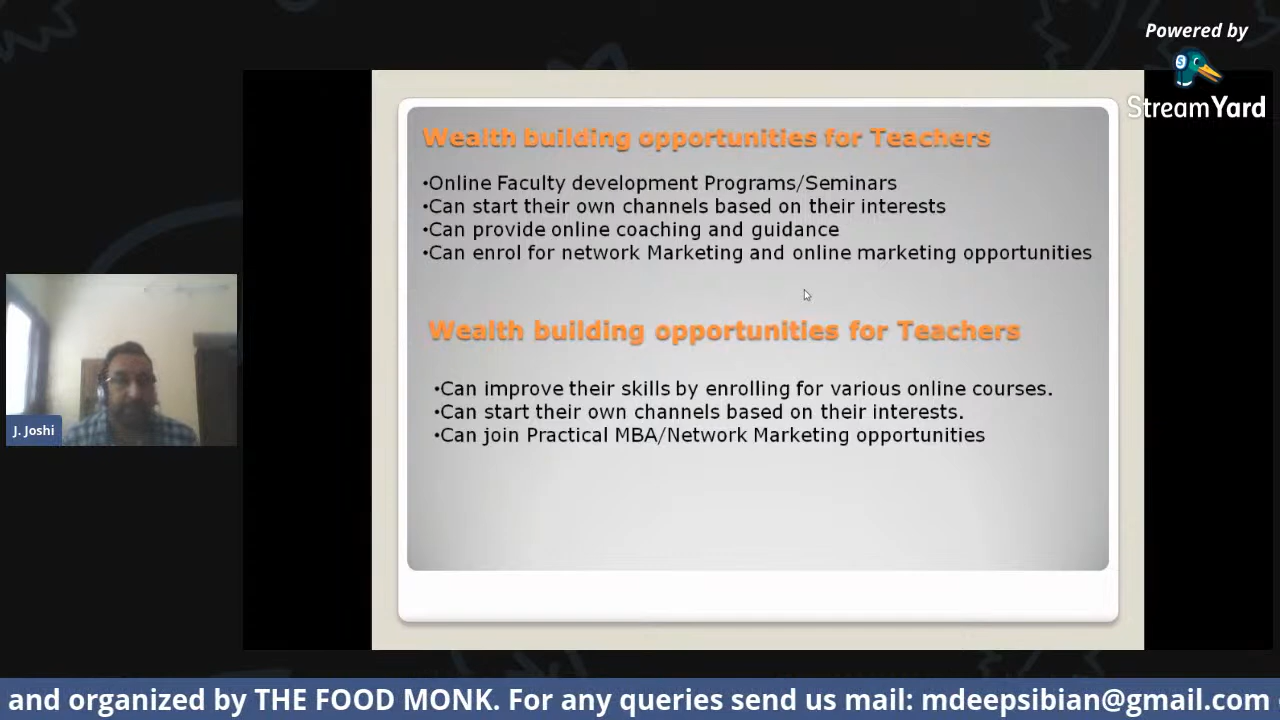 Powered by
StreamYard
Wealth building opportunities for Teachers
•Online Faculty development Programs/Seminars
•Can start their own channels based on their interests
•Can provide online coaching and guidance
•Can enrol for network Marketing and online marketing opportunities
Wealth building opportunities for Teachers
•Can improve their skills by enrolling for various online courses.
•Can start their own channels based on their interests.
•Can join Practical MBA/Network Marketing opportunities
J. Joshi
and organized by THE FOOD MONK. For any queries send us mail: mdeepsibian@gmail.com